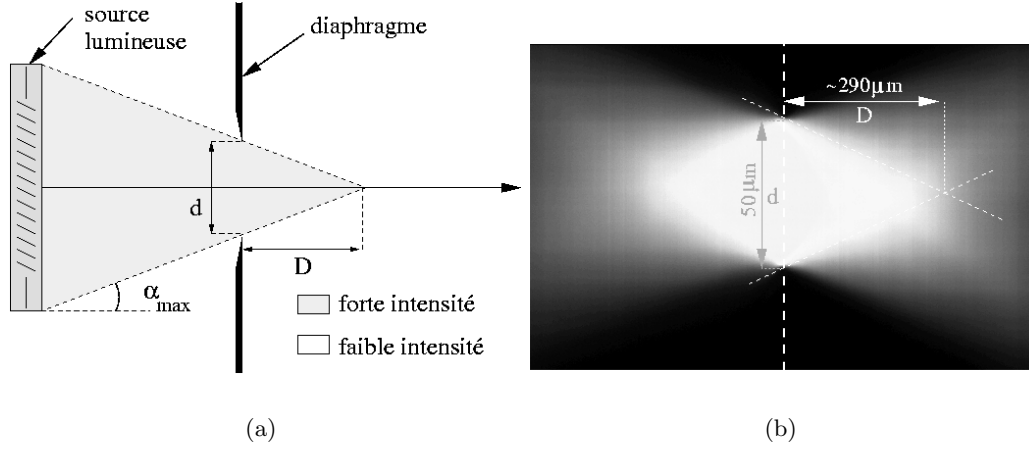 source
lumineuse
diaphragme
d
D
α max
forte intensité
faible intensité
~290μm
D
50μm
d
(a)
(b)